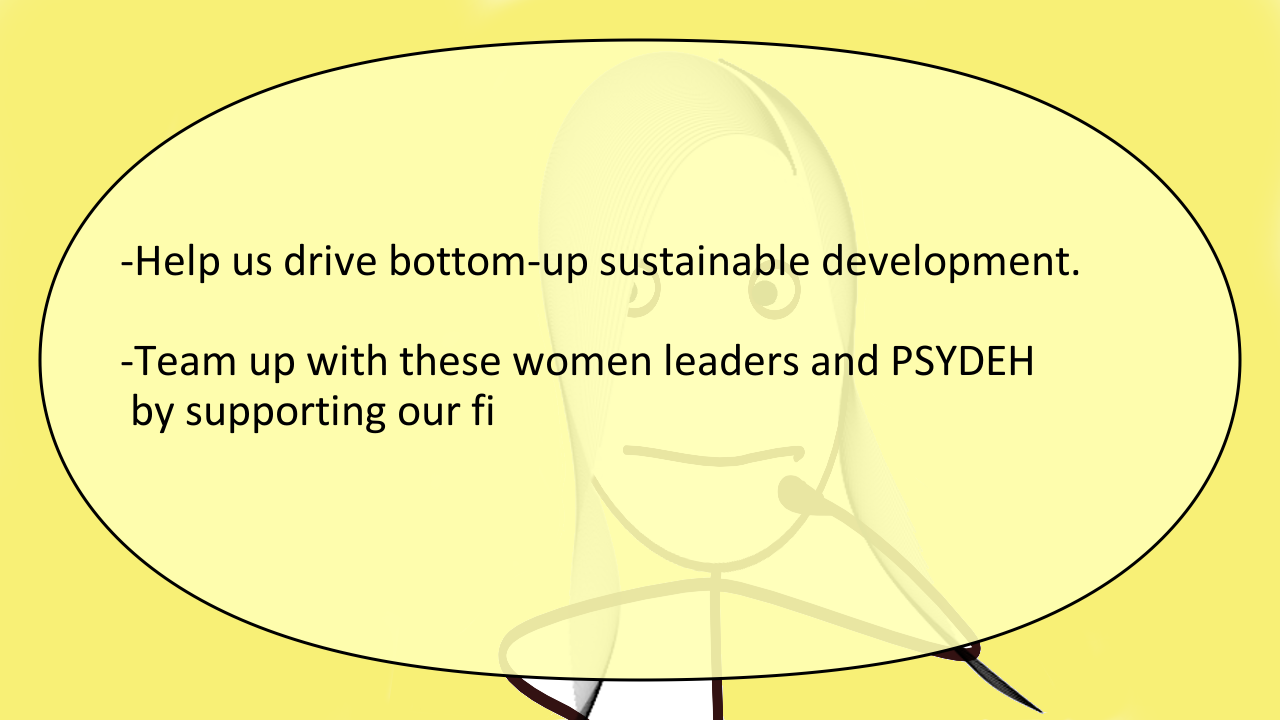 -Help us drive bottom-up sustainable development.
-Team up with these women leaders and PSYDEH
by supporting our fi